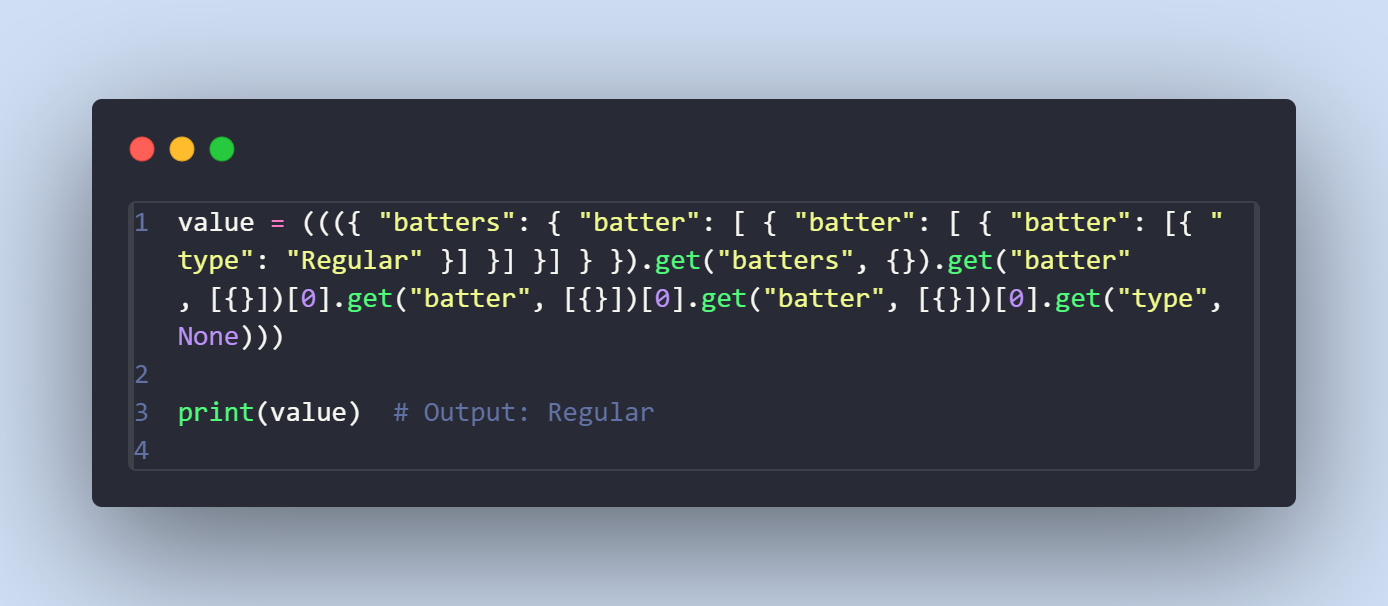 1 value = ((({ "batters": { "batter": [ { "batter": [ { "batter": [{ "
type": "Regular" }] }] }] } }).get("batters", {}).get("batter"
, [{}])[0].get("batter", [{}])[0].get("batter", [{}])[0].get("type",
None)))
2
3 print(value)  # Output: Regular
4